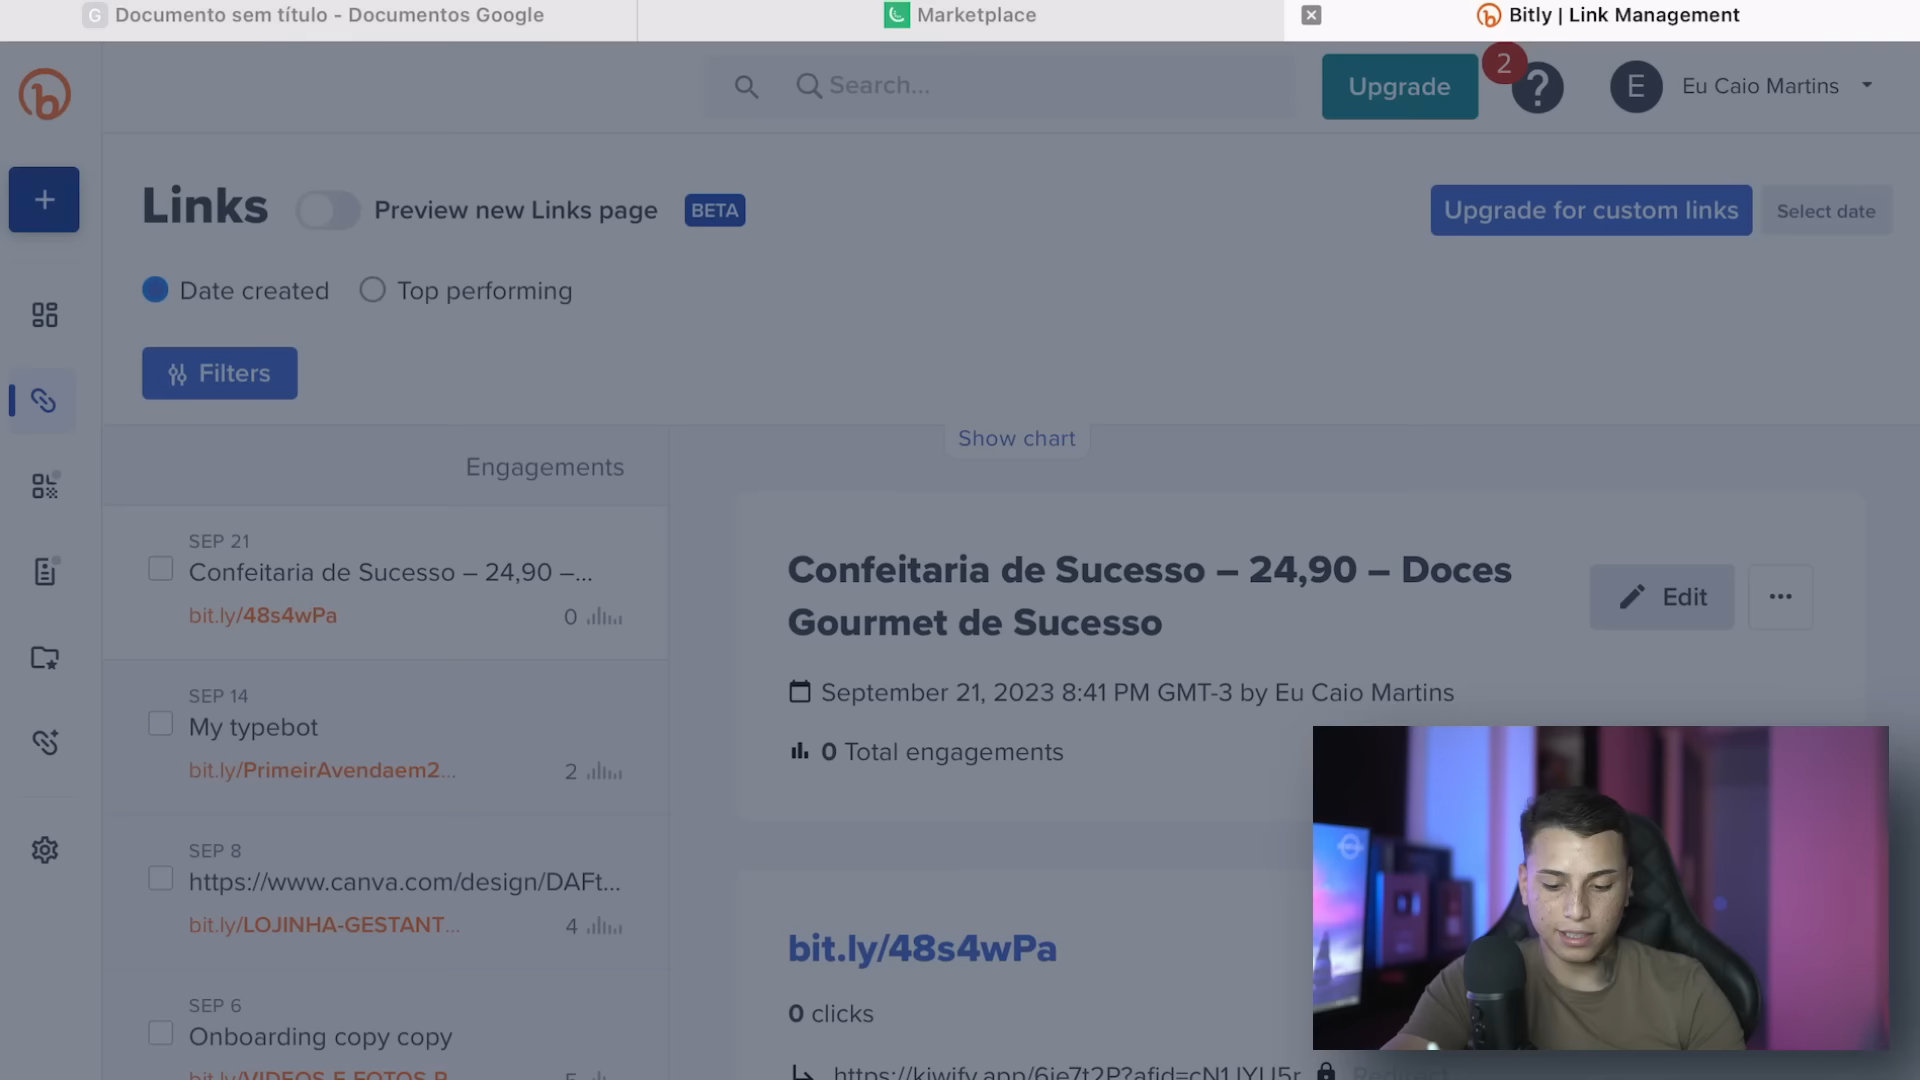 Documento sem título - Documentos Google
Marketplace
Bitly | Link Management
Search...
Upgrade
2
?
E
Eu Caio Martins
Links
Preview new Links page
BETA
Upgrade for custom links
Select date
Date created
Top performing
Filters
Show chart
Engagements
SEP 21
Confeitaria de Sucesso – 24,90 –...
bit.ly/48s4wPa
0
SEP 14
My typebot
bit.ly/PrimeirAvendaem2...
2
SEP 8
https://www.canva.com/design/DAFt...
bit.ly/LOJINHA-GESTANT...
4
SEP 6
Onboarding copy copy
Confeitaria de Sucesso – 24,90 – Doces
Gourmet de Sucesso
Edit
September 21, 2023 8:41 PM GMT-3 by Eu Caio Martins
0 Total engagements
bit.ly/48s4wPa
0 clicks
Redirect